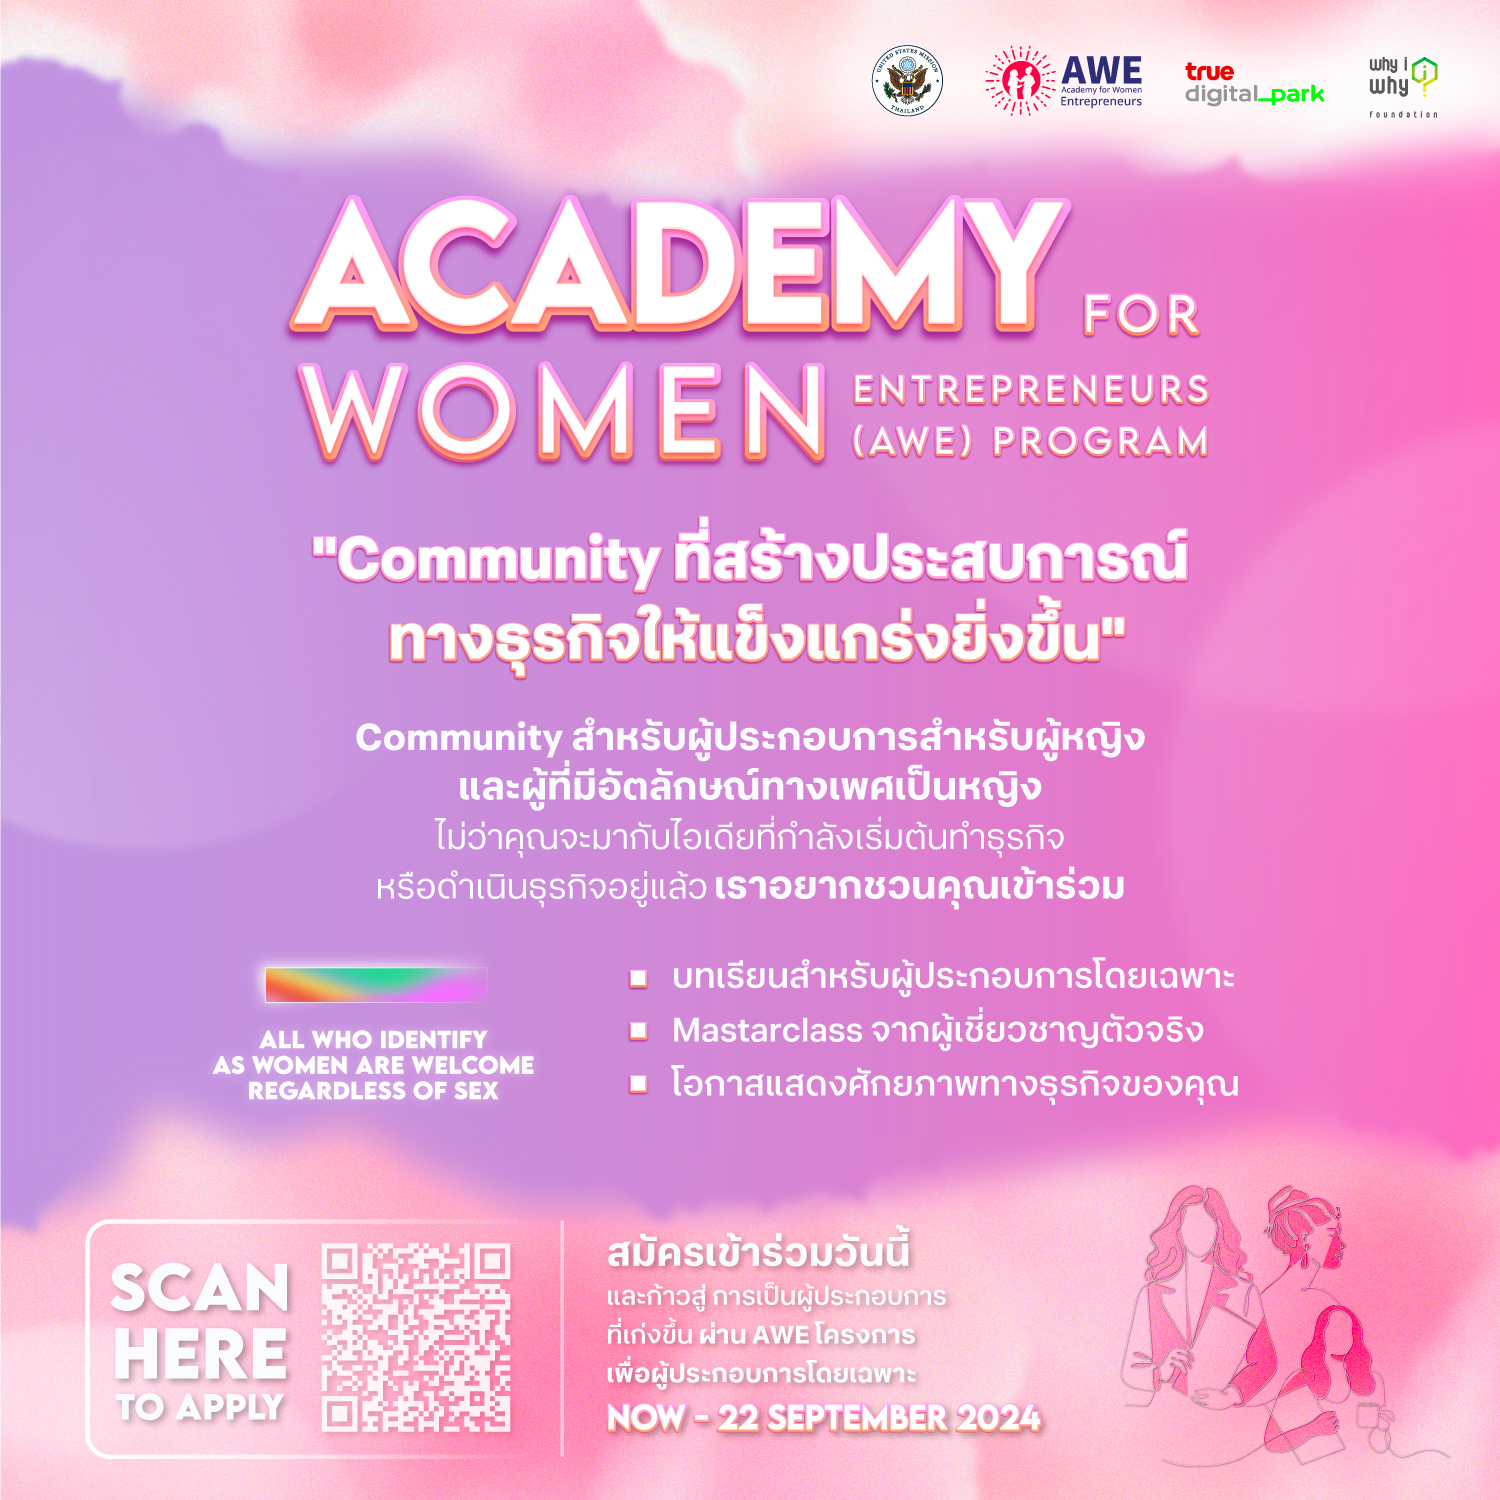 UNITED STATES MISSION
THAILAND
AWE
Academy for Women
Entrepreneurs
true
digital_park
why i
why
foundation
ACADEMY FOR
WOMEN ENTREPRENEURS
(AWE) PROGRAM
"Community ที่สร้างประสบการณ์
ทางธุรกิจให้แข็งแกร่งยิ่งขึ้น"
Community สำหรับผู้ประกอบการสำหรับผู้หญิง
และผู้ที่มีอัตลักษณ์ทางเพศเป็นหญิง
ไม่ว่าคุณจะมากับไอเดียที่กำลังเริ่มต้นทำธุรกิจ
หรือดำเนินธุรกิจอยู่แล้ว เราอยากชวนคุณเข้าร่วม
ALL WHO IDENTIFY
AS WOMEN ARE WELCOME
REGARDLESS OF SEX
บทเรียนสำหรับผู้ประกอบการโดยเฉพาะ
Mastarclass จากผู้เชี่ยวชาญตัวจริง
โอกาสแสดงศักยภาพทางธุรกิจของคุณ
SCAN
HERE
TO APPLY
สมัครเข้าร่วมวันนี้
และก้าวสู่ การเป็นผู้ประกอบการ
ที่เก่งขึ้น ผ่าน AWE โครงการ
เพื่อผู้ประกอบการโดยเฉพาะ
NOW - 22 SEPTEMBER 2024